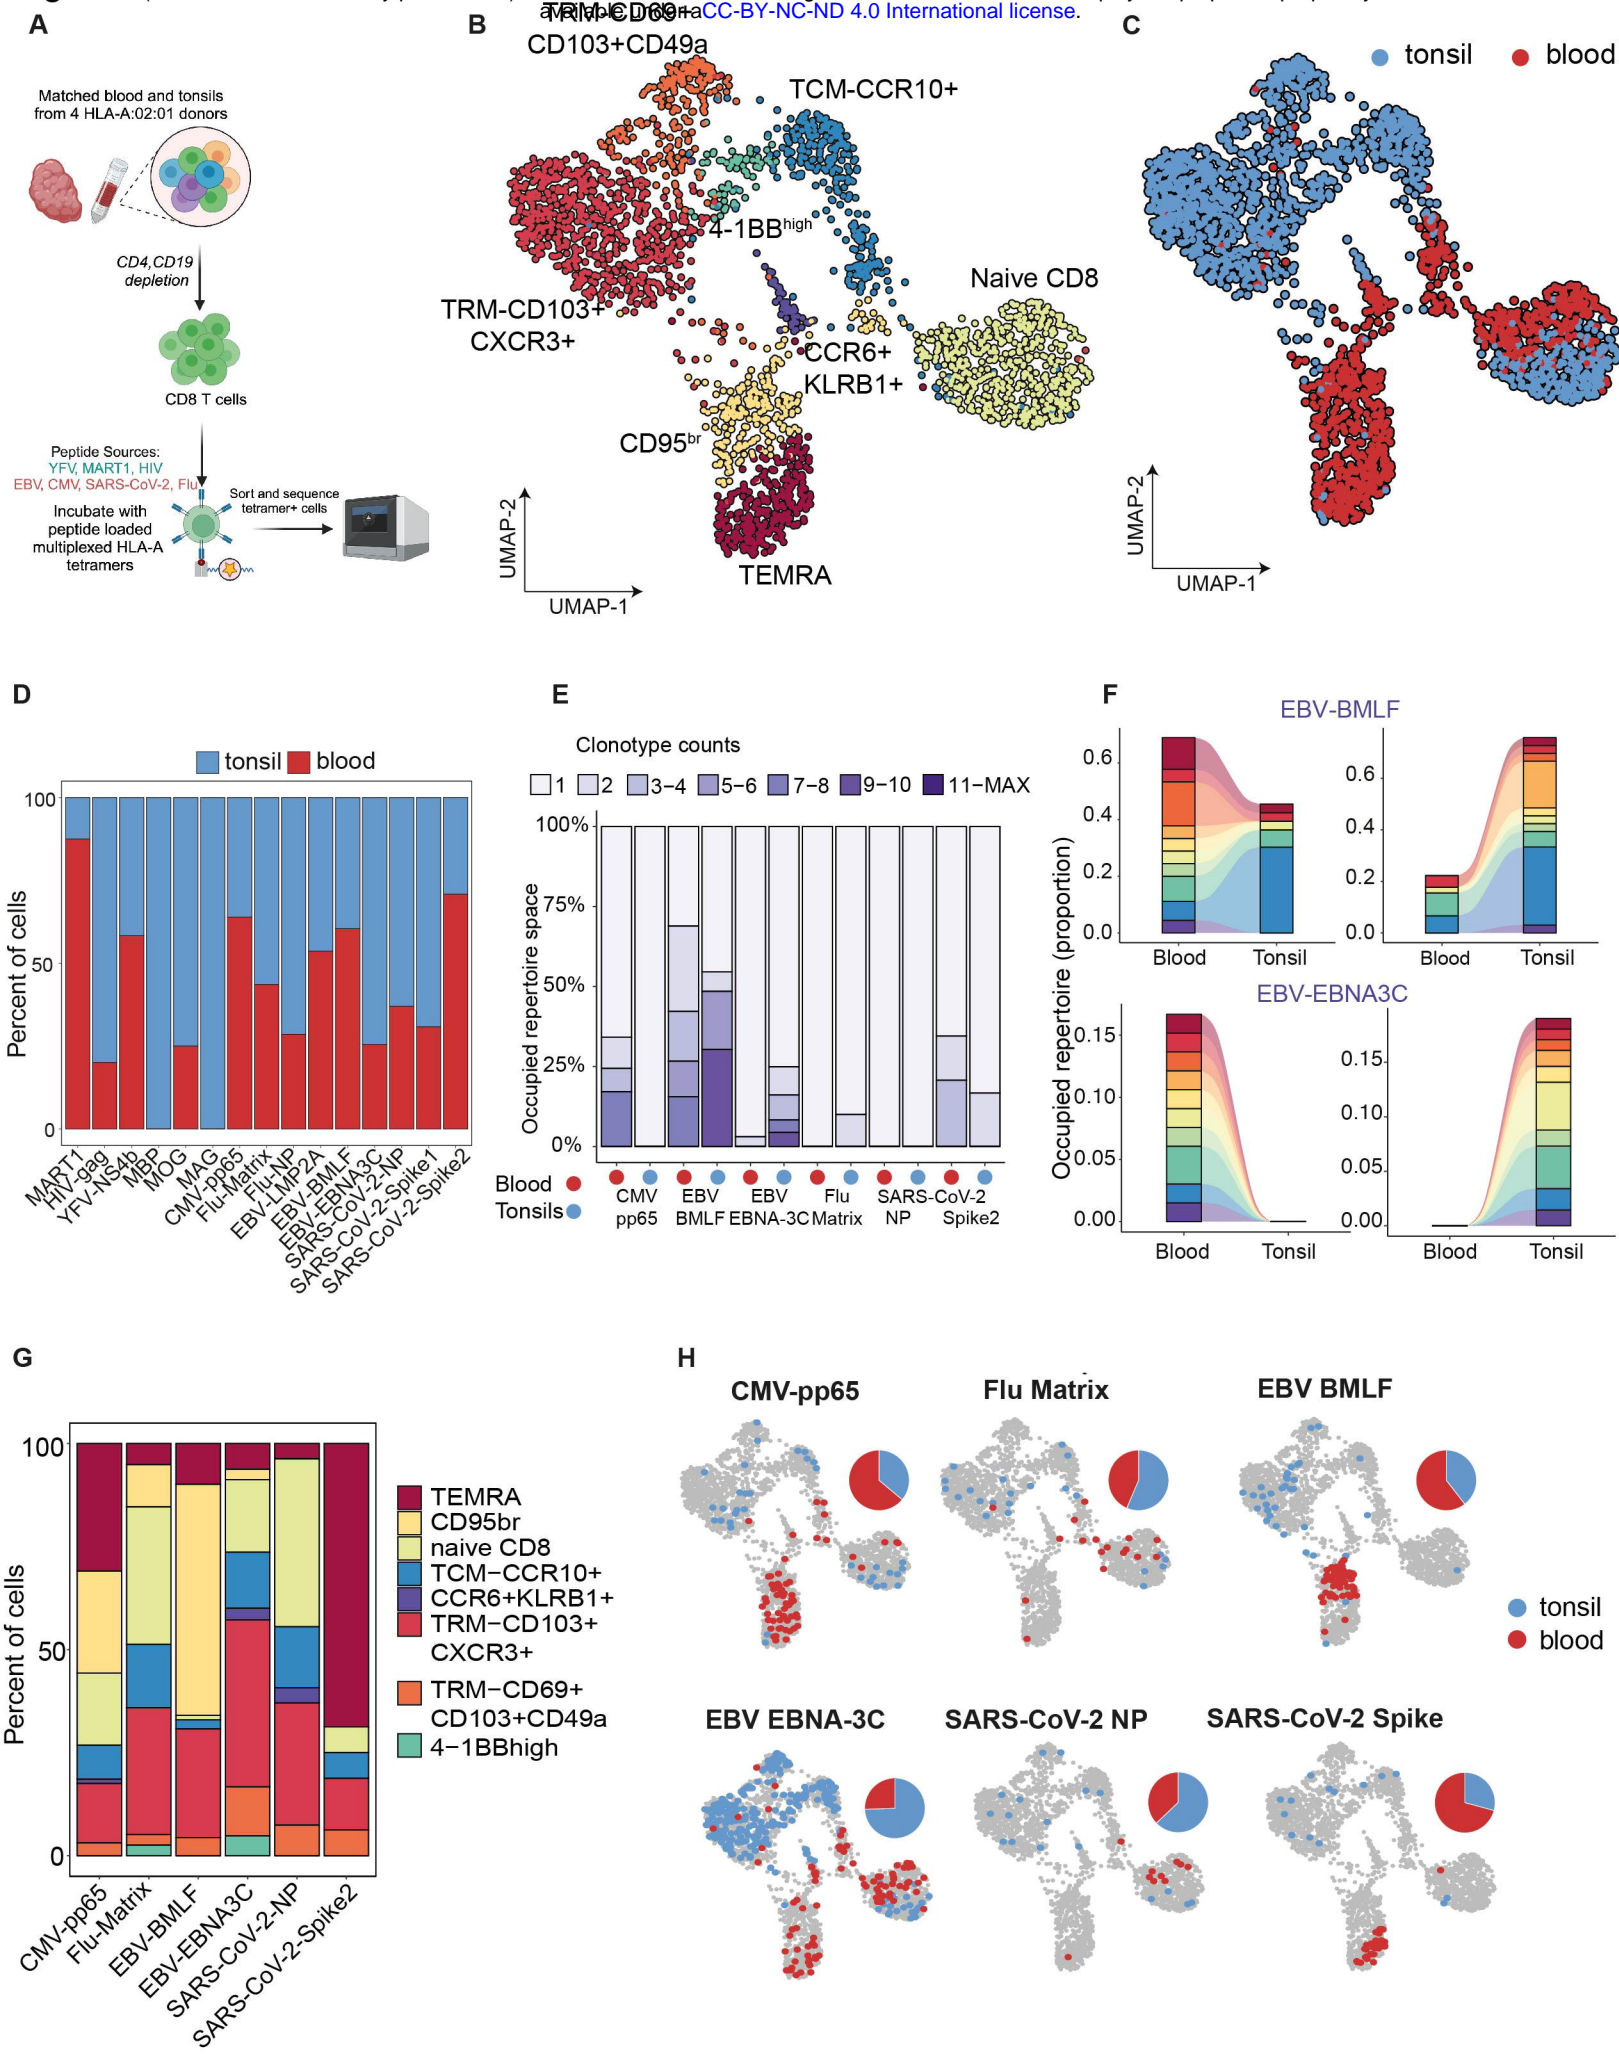 available under aCC-BY-NC-ND 4.0 International license.
A
Matched blood and tonsils
from 4 HLA-A:02:01 donors
CD4,CD19
depletion
CD8 T cells
Peptide Sources:
YFV, MART1, HIV
EBV, CMV, SARS-CoV-2, Flu
Incubate with
peptide loaded
multiplexed HLA-A
tetramers
Sort and sequence
tetramer+ cells
B
TRM-CD69+
CD103+CD49a
TCM-CCR10+
4-1BBhigh
Naive CD8
TRM-CD103+
CXCR3+
CCR6+
KLRB1+
CD95br
TEMRA
UMAP-2
UMAP-1
C
tonsil
blood
UMAP-2
UMAP-1
D
tonsil
blood
Percent of cells
100
50
0
MART1
HIV-gag
YFV-NS4b
MBP
MOG
MAG
CMV-pp65
Flu-Matrix
Flu-NP
EBV-LMP2A
EBV-BMLF
EBV-EBNA3C
SARS-CoV-2-NP
SARS-CoV-2-Spike1
SARS-CoV-2-Spike2
E
Clonotype counts
1 2 3−4 5−6 7−8 9−10 11−MAX
Occupied repertoire space
100%
75%
50%
25%
0%
Blood
Tonsils
CMV EBV EBV Flu SARS-CoV-2
pp65 BMLF EBNA-3C Matrix NP Spike2
F
EBV-BMLF
Occupied repertoire (proportion)
0.6
0.4
0.2
0.0
Blood Tonsil
0.6
0.4
0.2
0.0
Blood Tonsil
EBV-EBNA3C
0.15
0.10
0.05
0.00
Blood Tonsil
0.15
0.10
0.05
0.00
Blood Tonsil
G
Percent of cells
100
50
0
CMV-pp65
Flu-Matrix
EBV-BMLF
EBV-EBNA3C
SARS-CoV-2-NP
SARS-CoV-2-Spike2
TEMRA
CD95br
naive CD8
TCM−CCR10+
CCR6+KLRB1+
TRM−CD103+
CXCR3+
TRM−CD69+
CD103+CD49a
4−1BBhigh
H
CMV-pp65
Flu Matrix
EBV BMLF
tonsil
blood
EBV EBNA-3C
SARS-CoV-2 NP
SARS-CoV-2 Spike